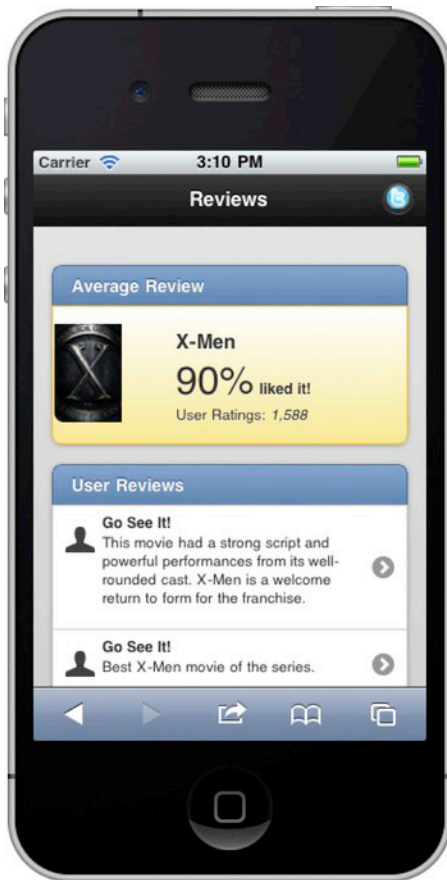 Carrier 3:10 PM
Reviews
Average Review
X-Men
90% liked it!
User Ratings: 1,588
User Reviews
Go See It!
This movie had a strong script and
powerful performances from its well-
rounded cast. X-Men is a welcome
return to form for the franchise.
Go See It!
Best X-Men movie of the series.